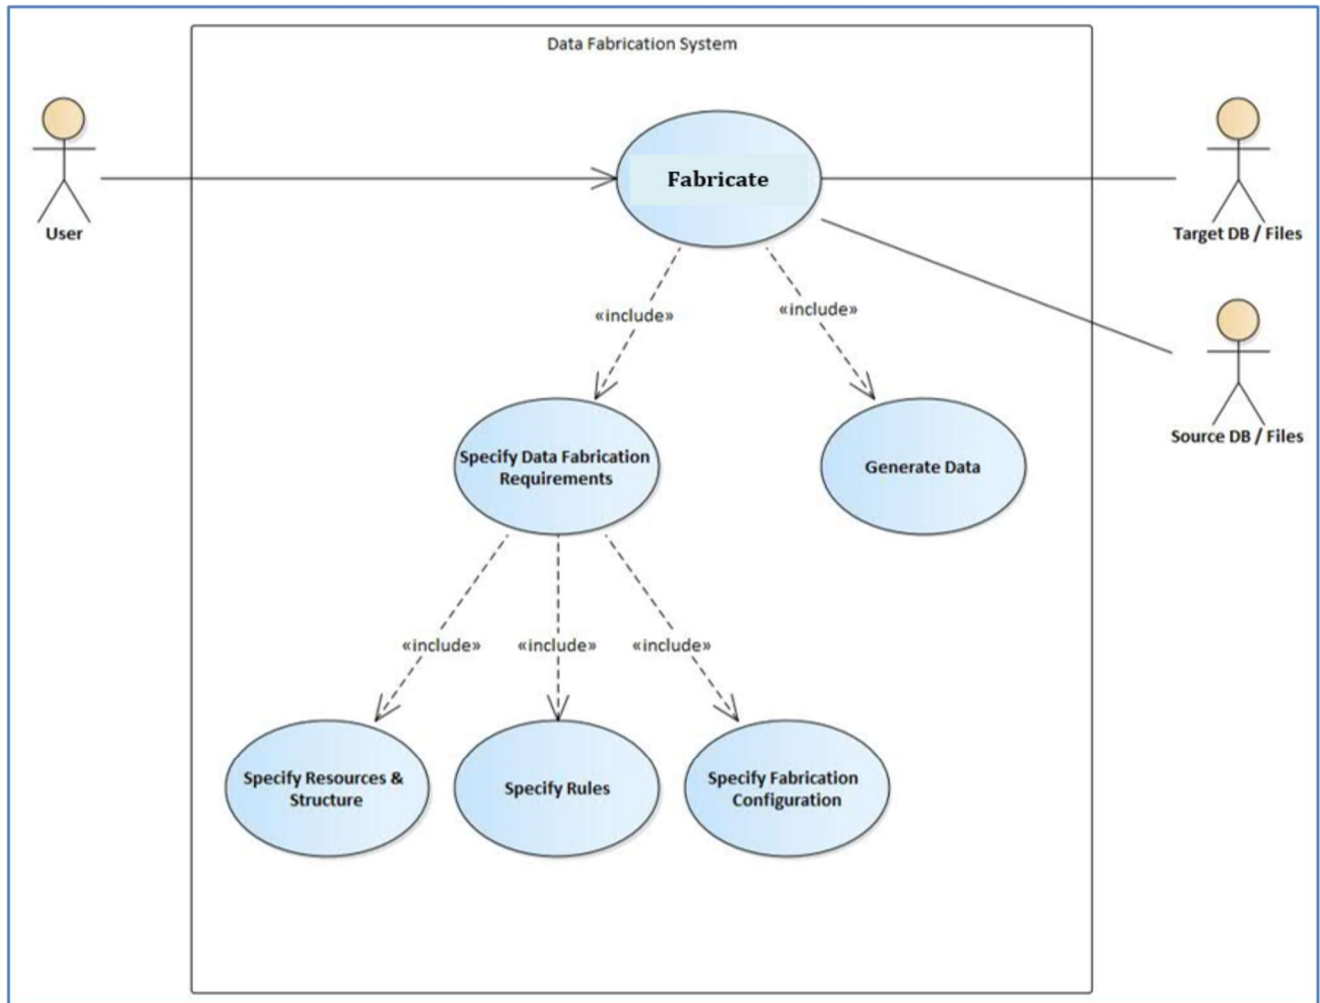 Data Fabrication System
Fabricate
User
Target DB / Files
«include»
«include»
Source DB / Files
Specify Data Fabrication
Requirements
Generate Data
«include»
«include»
«include»
Specify Resources &
Structure
Specify Rules
Specify Fabrication
Configuration